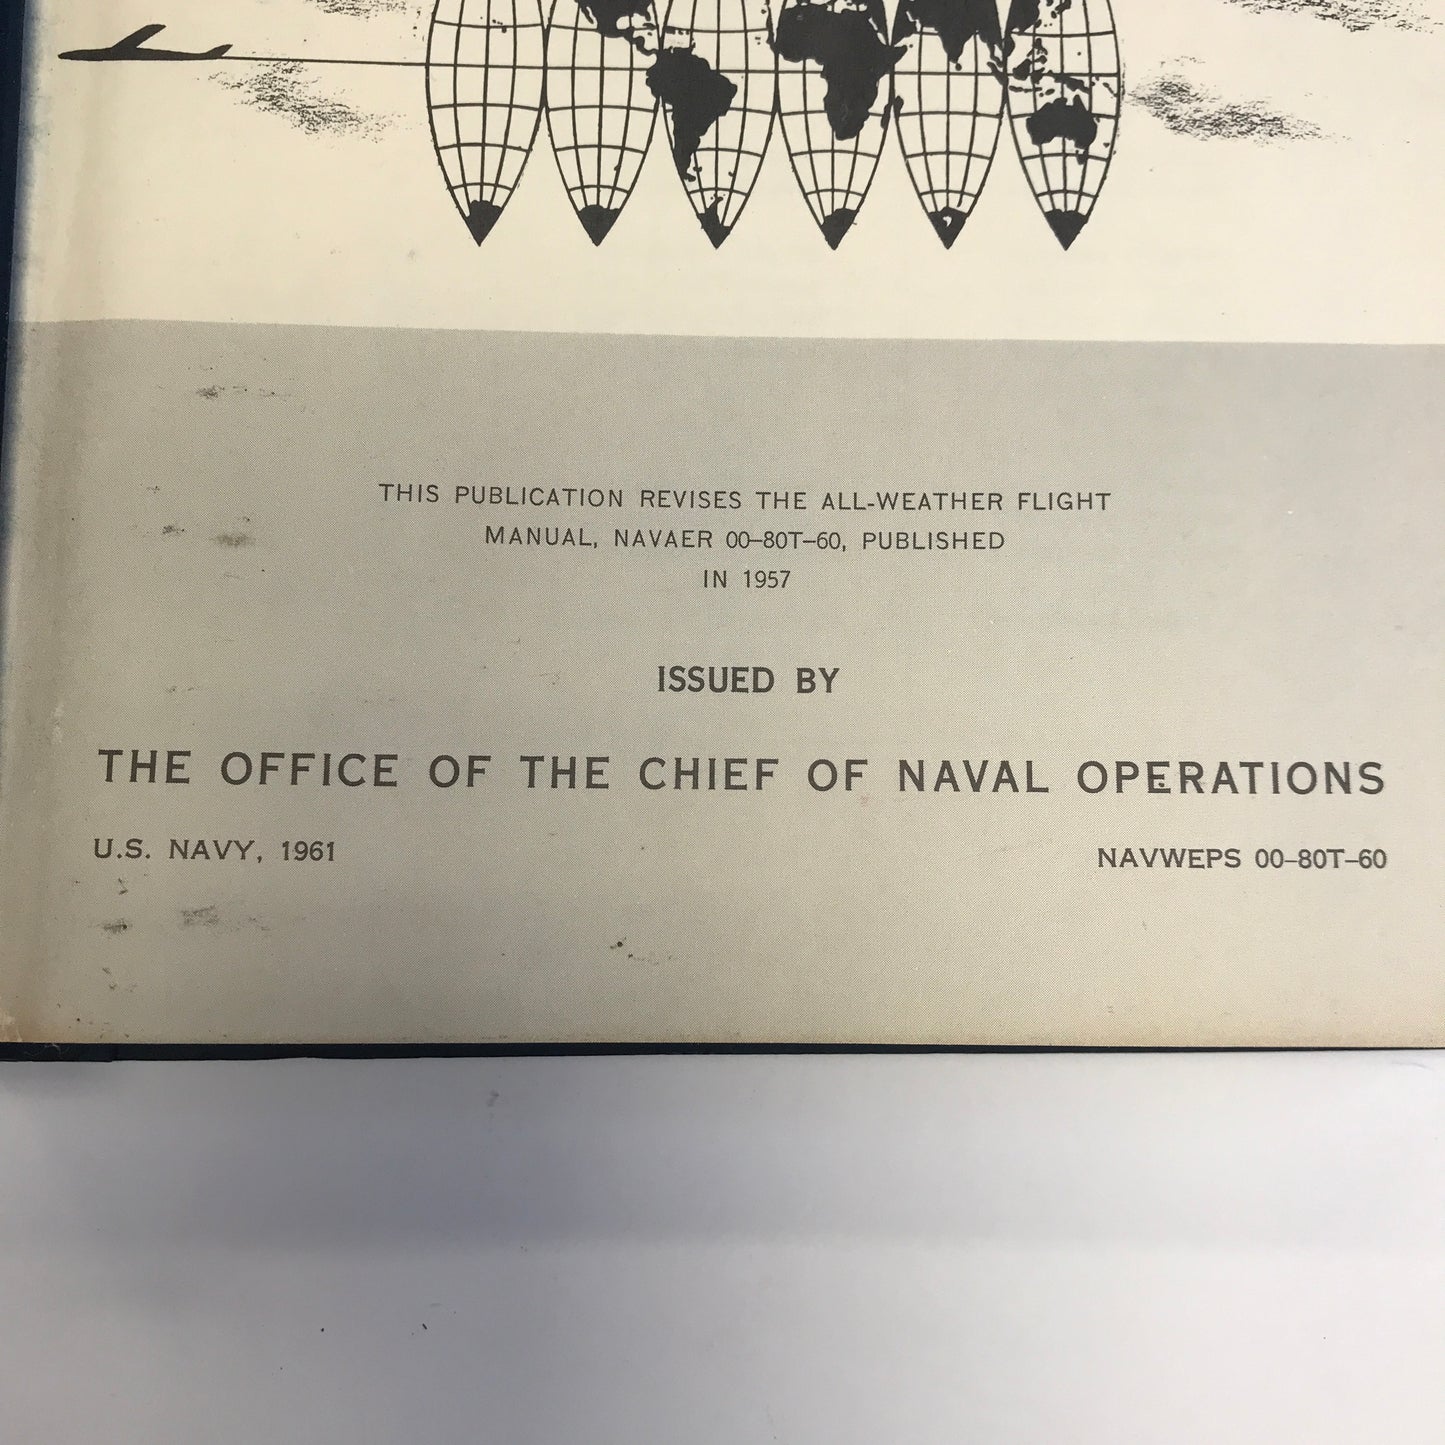 THIS PUBLICATION REVISES THE ALL-WEATHER FLIGHT
MANUAL, NAVAER 00–80T–60, PUBLISHED
IN 1957
ISSUED BY
THE OFFICE OF THE CHIEF OF NAVAL OPERATIONS
U.S. NAVY, 1961
NAVWEPS 00–80T–60